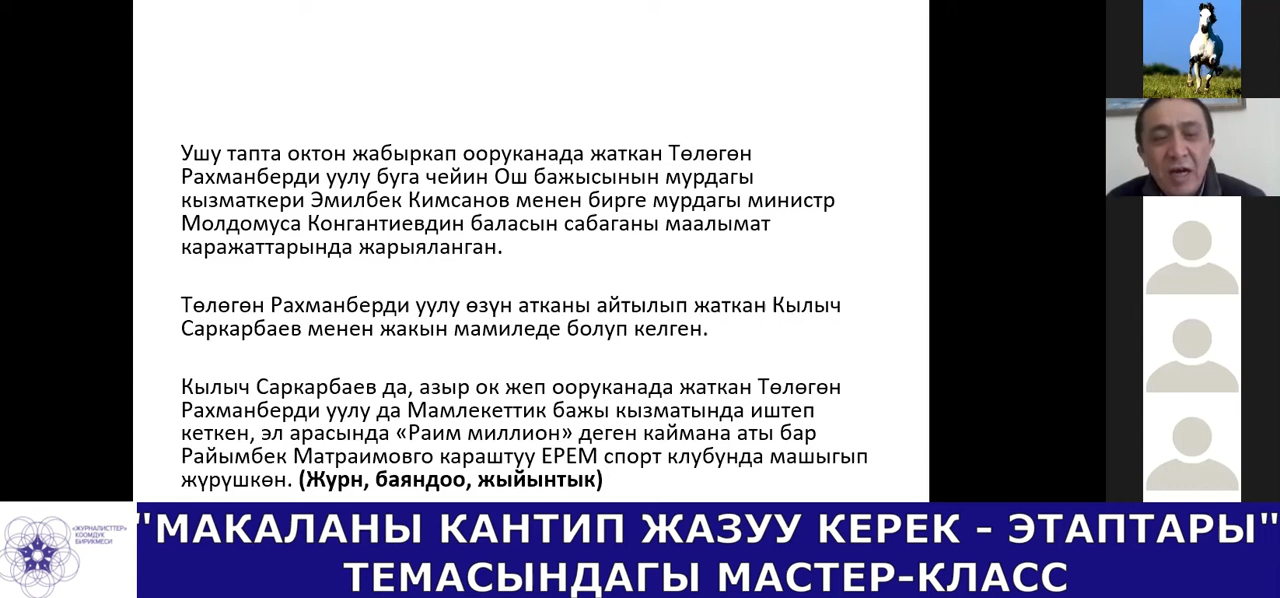 Ушу тапта октон жабыркап ооруканада жаткан Төлөгөн
Рахманберди уулу буга чейин Ош бажысынын мурдагы
кызматкери Эмилбек Кимсанов менен бирге мурдагы министр
Молдомуса Конгантиевдин баласын сабаганы маалымат
каражаттарында жарыяланган.
Төлөгөн Рахманберди уулу өзүн атканы айтылып жаткан Кылыч
Саркарбаев менен жакын мамиледе болуп келген.
Кылыч Саркарбаев да, азыр ок жеп ооруканада жаткан Төлөгөн
Рахманберди уулу да Мамлекеттик бажы кызматында иштеп
кеткен, эл арасында «Раим миллион» деген каймана аты бар
Райымбек Матраимовго караштуу ЕРЕМ спорт клубунда машыгып
жүрүшкөн. (Журн, баяндоо, жыйынтык)
«ЖУРНАЛИСТТЕР»
КООМДУК
БИРИКМЕСИ
"МАКАЛАНЫ КАНТИП ЖАЗУУ КЕРЕК - ЭТАПТАРЫ"
ТЕМАСЫНДАГЫ МАСТЕР-КЛАСС